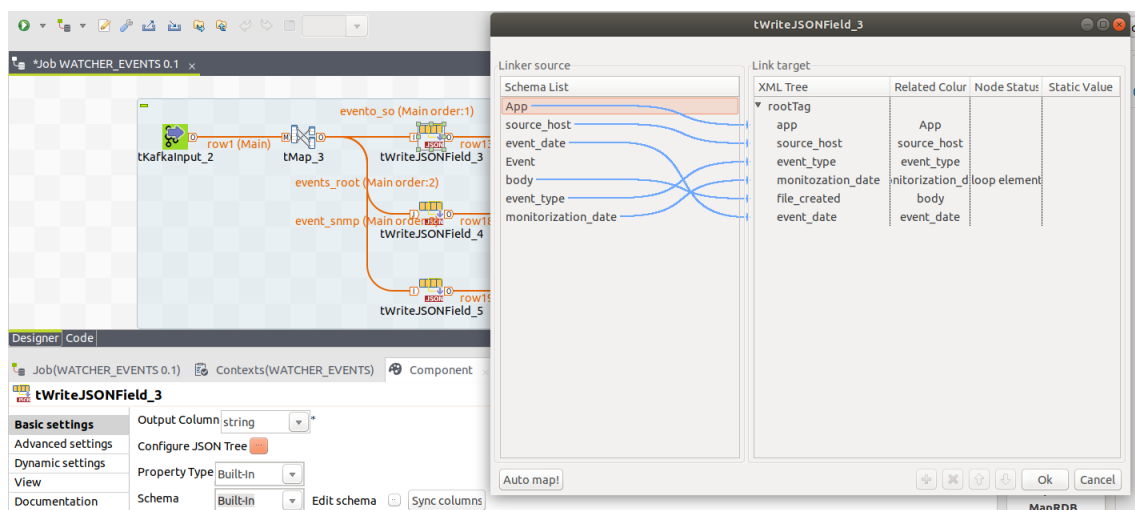 tWriteJSONField_3
*Job WATCHER_EVENTS 0.1
evento_so (Main order:1)
row1 (Main)
tKafkaInput_2
tMap_3
JSON
tWriteJSONField_3
events_root (Main order:2)
event_snmp (Main
JSON
tWriteJSONField_4
JSON
tWriteJSONField_5
Designer Code
Linker source
Schema List
App
source_host
event_date
Event
body
event_type
monitorization_date
Auto map!
Link target
XML Tree Related Colur Node Status Static Value
rootTag
app App
source_host source_host
event_type event_type
monitozation_date nitorization_d loop element
file_created body
event_date event_date
Ok Cancel
Job(WATCHER_EVENTS 0.1) Contexts(WATCHER_EVENTS) Component
tWriteJSONField_3
Basic settings
Advanced settings
Dynamic settings
View
Documentation
Output Column string *
Configure JSON Tree
Property Type Built-In
Schema Built-In Edit schema Sync columns
MapRDB